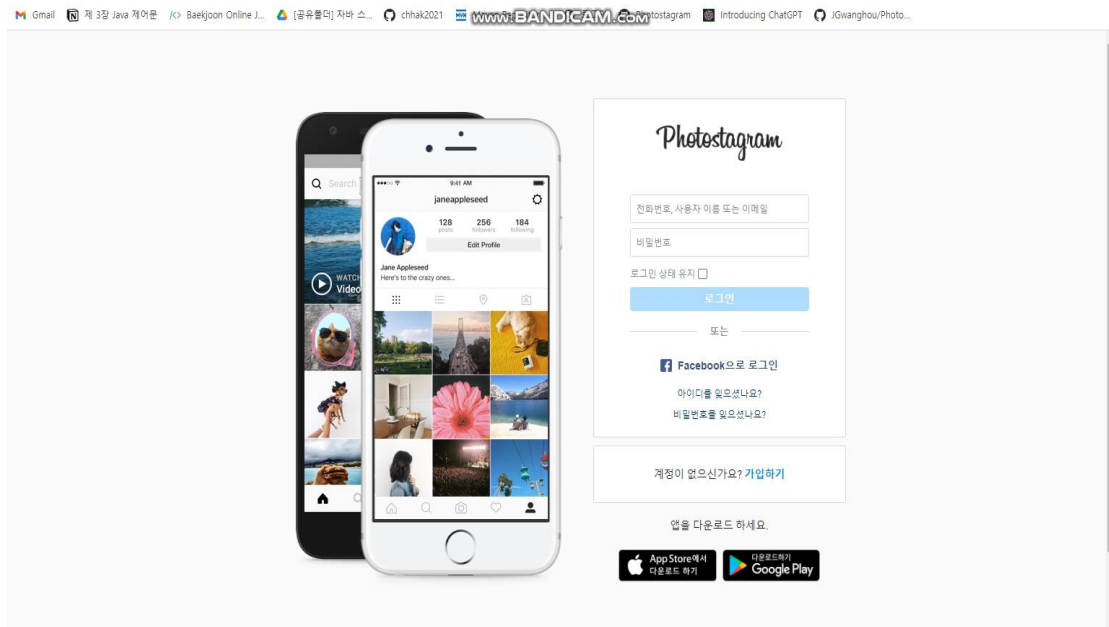 Gmail
제 3장 Java 제어문
Baekjoon Online J...
[공유폴더] 자바 스...
chhak2021
www.BANDICAM.com
Photostagram
Introducing ChatGPT
JGwanghou/Photo...
Search
WATCH
Video
9:41 AM
janeappleseed
128 256 184
posts followers following
Edit Profile
Jane Appleseed
Here's to the crazy ones...
Photostagram
전화번호, 사용자 이름 또는 이메일
비밀번호
로그인 상태 유지
로그인
또는
Facebook으로 로그인
아이디를 잊으셨나요?
비밀번호를 잊으셨나요?
계정이 없으신가요? 가입하기
앱을 다운로드 하세요.
App Store에서
다운로드 하기
다운로드하기
Google Play